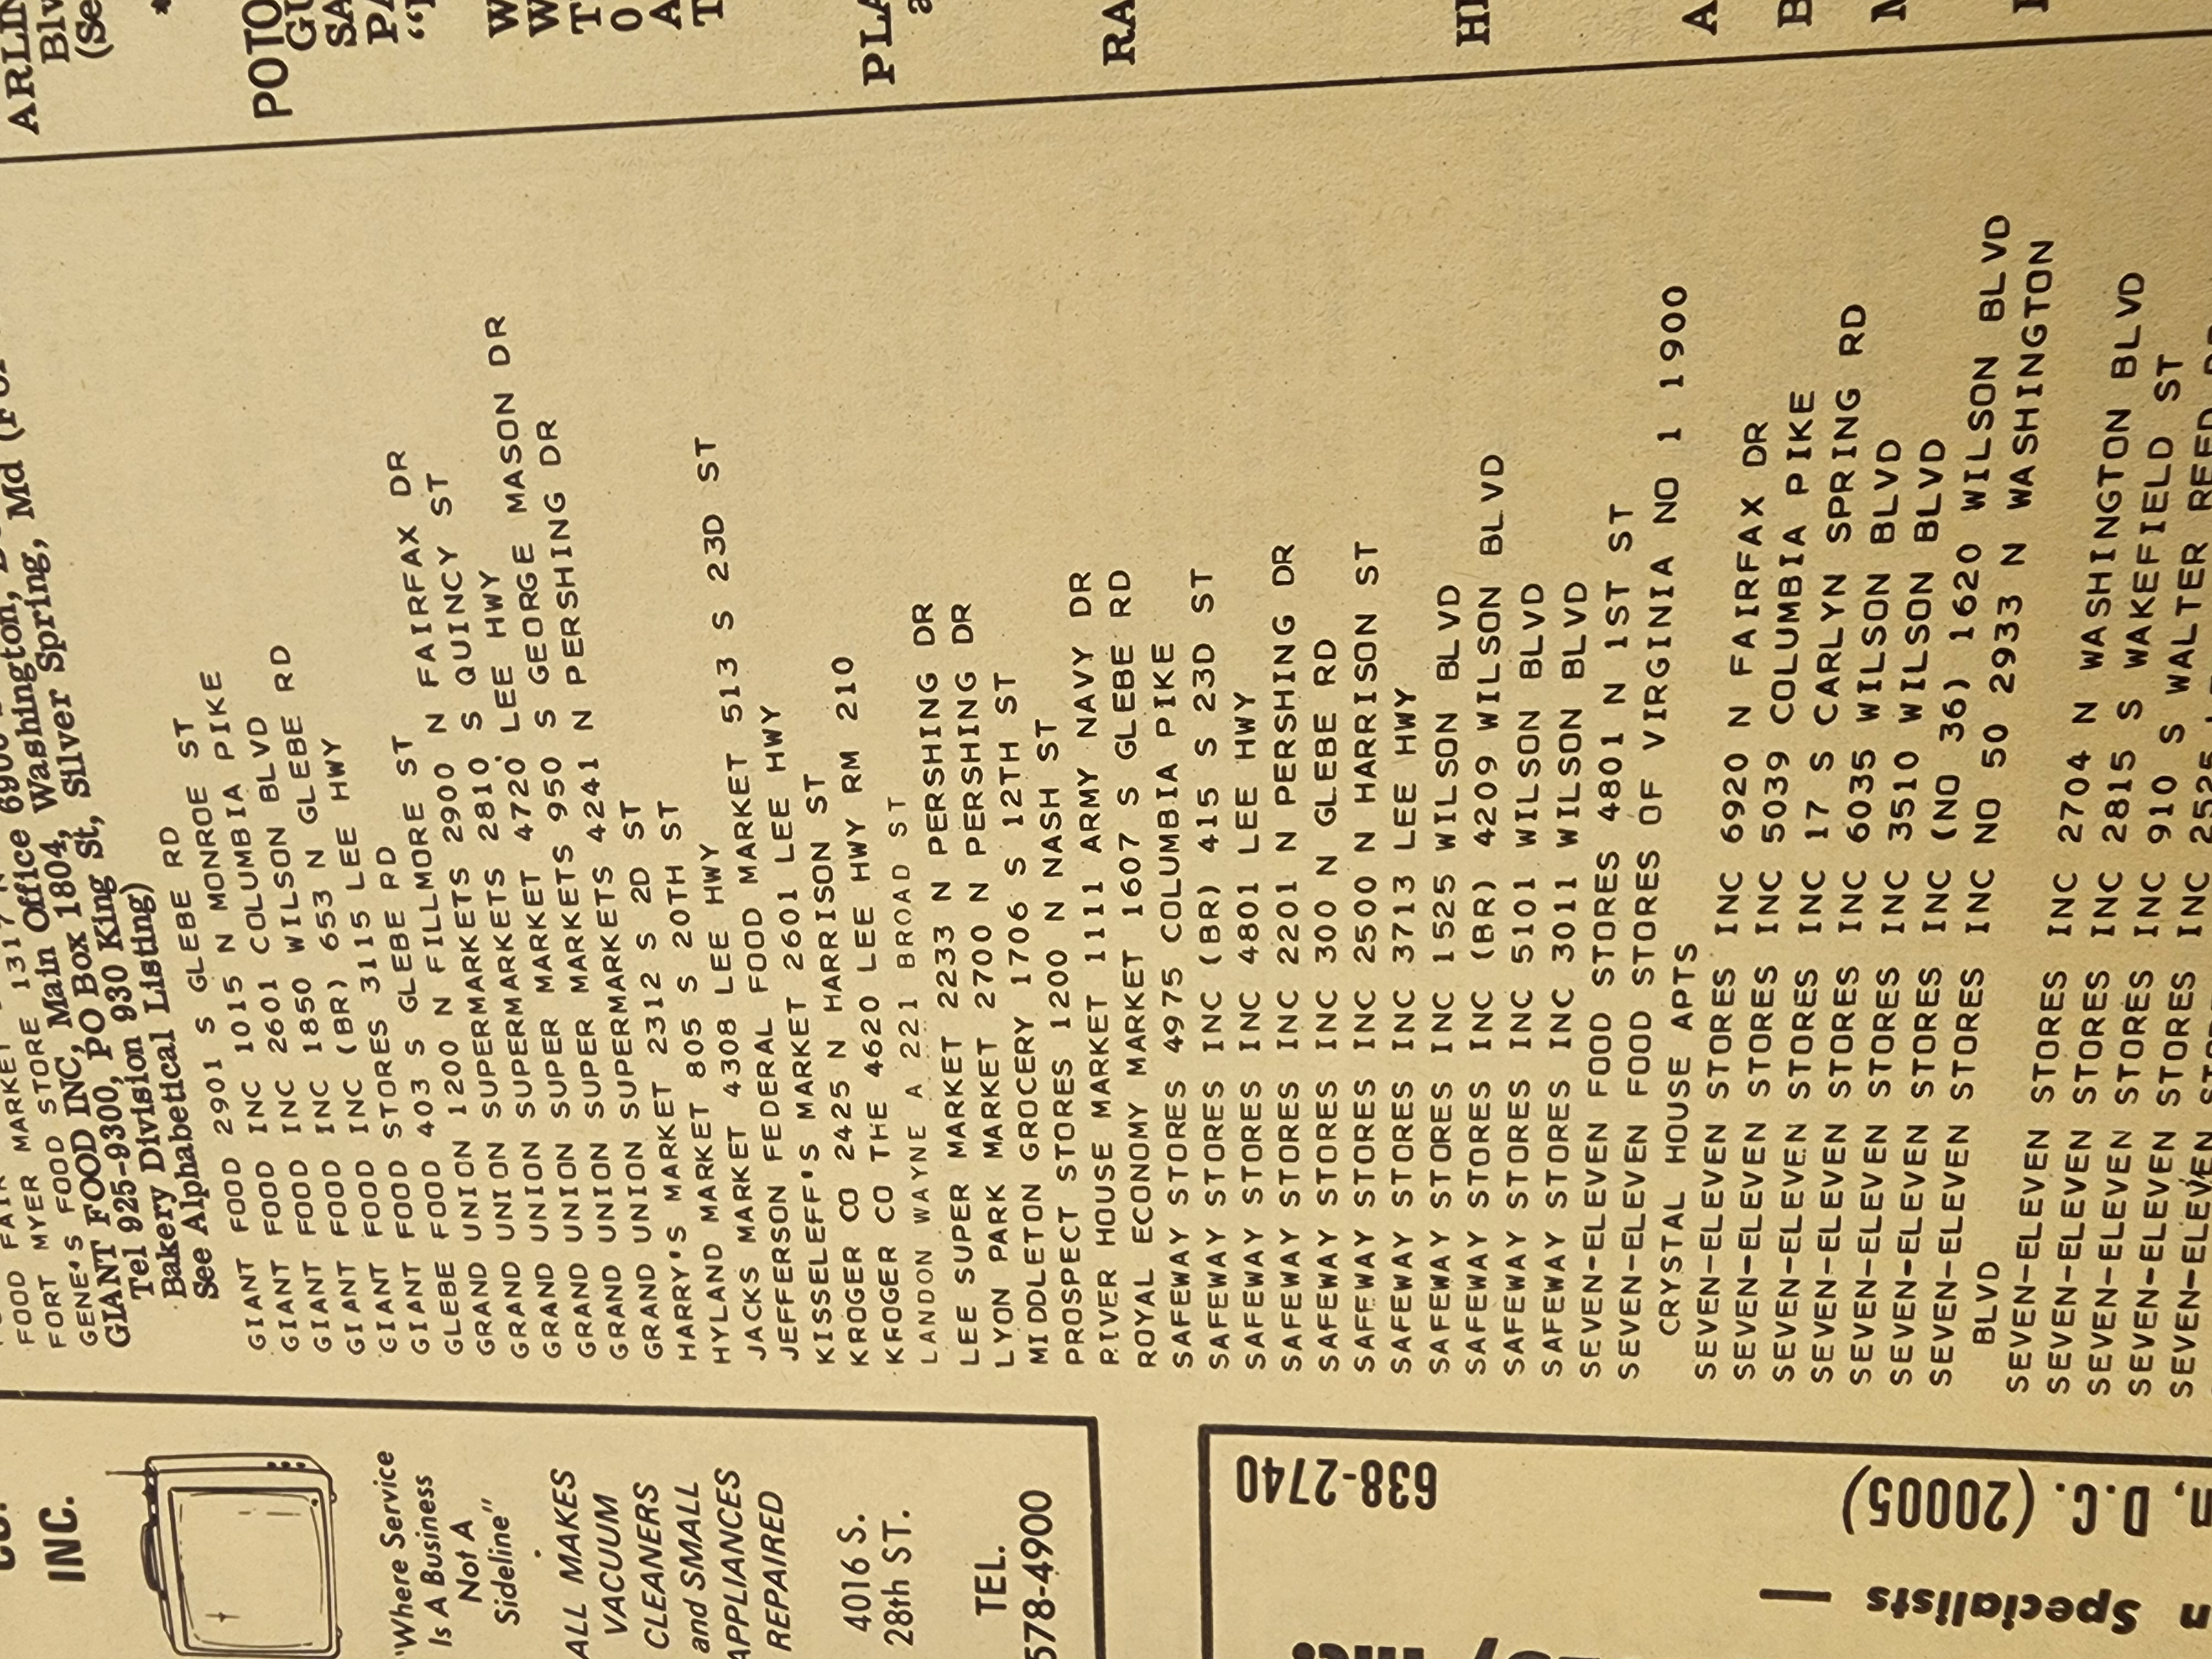 FOOD FAIR
FORT MYER MARKET
GENE'S FOOD STORE 1317 N
GIANT FOOD INC, Main Office 6900
PO Box 1804, Washington,
Tel 925-9300,
Bakery Division 930 King St, Silver Spring, Md
See Alphabetical Listing)
GIANT FOOD 2901 S GLEBE RD
GIANT FOOD INC 1015 N MONROE ST
GIANT FOOD INC 2601 COLUMBIA PIKE
GIANT FOOD INC 1850 WILSON BLVD
GIANT FOOD INC (BR) 653 N GLEBE RD
GIANT FOOD STORES 3115 LEE HWY
GLEBE FOOD 403 S GLEBE RD
GRAND UNION 1200 N FILLMORE ST
GRAND UNION SUPERMARKETS 2900 N FAIRFAX DR
GRAND UNION SUPERMARKETS 2810 S QUINCY ST
GRAND UNION SUPER MARKET 4720 LEE HWY
GRAND UNION SUPER MARKETS 950 S GEORGE MASON DR
GRAND UNION SUPERMARKETS 4241 N PERSHING DR
HARRY'S MARKET 2312 S 2D ST
HYLAND MARKET 805 S 20TH ST
JACKS MARKET 4308 LEE HWY
JEFFERSON FEDERAL FOOD MARKET 513 S 23D ST
KISSELEFF'S MARKET 2601 LEE HWY
KROGER CO 2425 N HARRISON ST
KROGER CO THE 4620 LEE HWY RM 210
LANDON WAYNE A 221 BROAD ST
LEE SUPER MARKET 2233 N PERSHING DR
LYON PARK MARKET 2700 N PERSHING DR
MIDDLETON GROCERY 1706 S 12TH ST
PROSPECT STORES 1200 N NASH ST
RIVER HOUSE MARKET 1111 ARMY NAVY DR
ROYAL ECONOMY MARKET 1607 S GLEBE RD
SAFEWAY STORES 4975 COLUMBIA PIKE
SAFEWAY STORES INC (BR) 415 S 23D ST
SAFEWAY STORES INC 4801 LEE HWY
SAFEWAY STORES INC 2201 N PERSHING DR
SAFEWAY STORES INC 300 N GLEBE RD
SAFEWAY STORES INC 2500 N HARRISON ST
SAFEWAY STORES INC 3713 LEE HWY
SAFEWAY STORES INC 1525 WILSON BLVD
SAFEWAY STORES INC (BR) 4209 WILSON BLVD
SAFEWAY STORES INC 5101 WILSON BLVD
SAFEWAY STORES INC 3011 WILSON BLVD
SEVEN-ELEVEN FOOD STORES 4801 N 1ST ST
SEVEN-ELEVEN FOOD STORES OF VIRGINIA NO 1 1900
CRYSTAL HOUSE APTS
SEVEN-ELEVEN STORES INC 6920 N FAIRFAX DR
SEVEN-ELEVEN STORES INC 5039 COLUMBIA PIKE
SEVEN-ELEVEN STORES INC 17 S CARLYN SPRING RD
SEVEN-ELEVEN STORES INC 6035 WILSON BLVD
SEVEN-ELEVEN STORES INC 3510 WILSON BLVD
SEVEN-ELEVEN STORES INC (NO 36) 1620 WILSON BLVD
SEVEN-ELEVEN STORES INC NO 50 2933 N WASHINGTON
BLVD
SEVEN-ELEVEN STORES INC 2704 N WASHINGTON BLVD
SEVEN-ELEVEN STORES INC 2815 S WAKEFIELD ST
SEVEN-ELEVEN STORES INC 910 S WALTER REED
SEVEN-ELEVEN STORES INC 2525
SEVEN-ELEVEN
INC.
"Where Service
Is A Business
Not A
Sideline"
ALL MAKES
VACUUM
CLEANERS
and SMALL
APPLIANCES
REPAIRED
4016 S.
28th ST.
TEL.
578-4900
638-2740
D.C. (20005)
Specialists